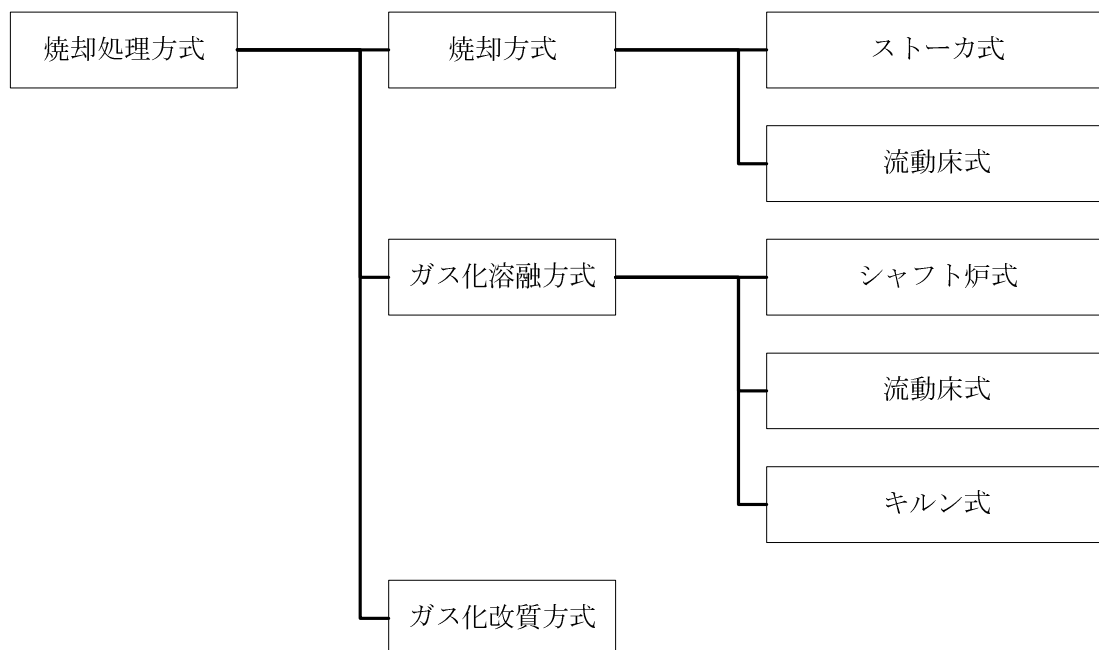 焼却処理方式
焼却方式
ストーカ式
流動床式
ガス化溶融方式
シャフト炉式
流動床式
キルン式
ガス化改質方式